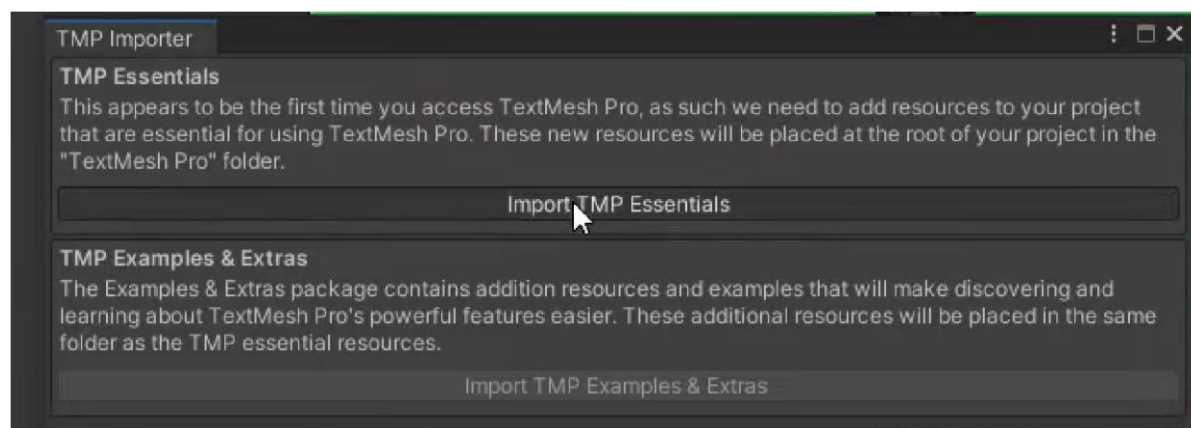 TMP Importer
TMP Essentials
This appears to be the first time you access TextMesh Pro, as such we need to add resources to your project
that are essential for using TextMesh Pro. These new resources will be placed at the root of your project in the
"TextMesh Pro" folder.
Import TMP Essentials
TMP Examples & Extras
The Examples & Extras package contains addition resources and examples that will make discovering and
learning about TextMesh Pro's powerful features easier. These additional resources will be placed in the same
folder as the TMP essential resources.
Import TMP Examples & Extras